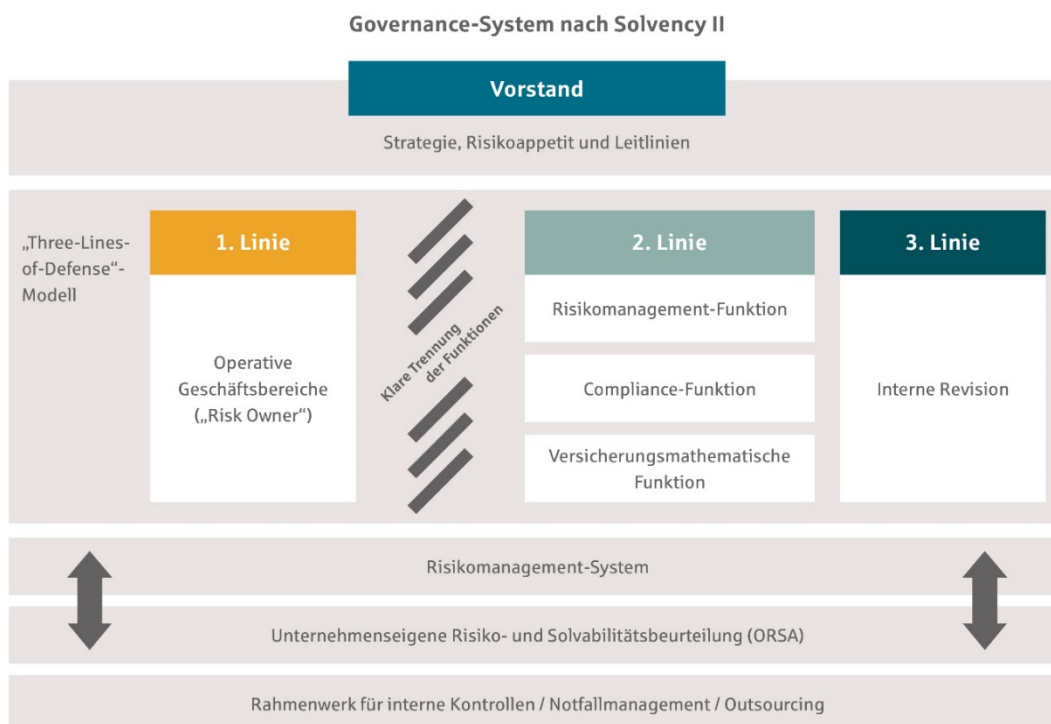 Governance-System nach Solvency II
Vorstand
Strategie, Risikoappetit und Leitlinien
„Three-Lines-
of-Defense“-
Modell
1. Linie
Operative
Geschäftsbereiche
(„Risk Owner“)
Klare Trennung
der Funktionen
2. Linie
Risikomanagement-Funktion
Compliance-Funktion
Versicherungsmathematische
Funktion
3. Linie
Interne Revision
Risikomanagement-System
Unternehmenseigene Risiko- und Solvabilitätsbeurteilung (ORSA)
Rahmenwerk für interne Kontrollen / Notfallmanagement / Outsourcing